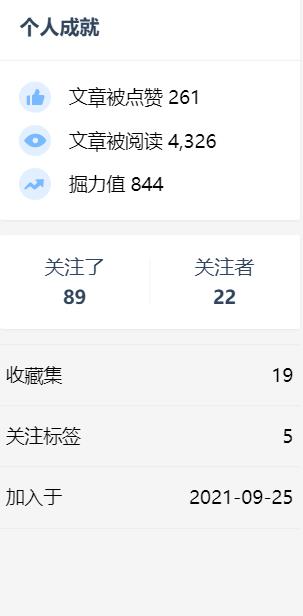 个人成就
文章被点赞 261
文章被阅读 4,326
掘力值 844
关注了 关注者
89 22
收藏集 19
关注标签 5
加入于 2021-09-25